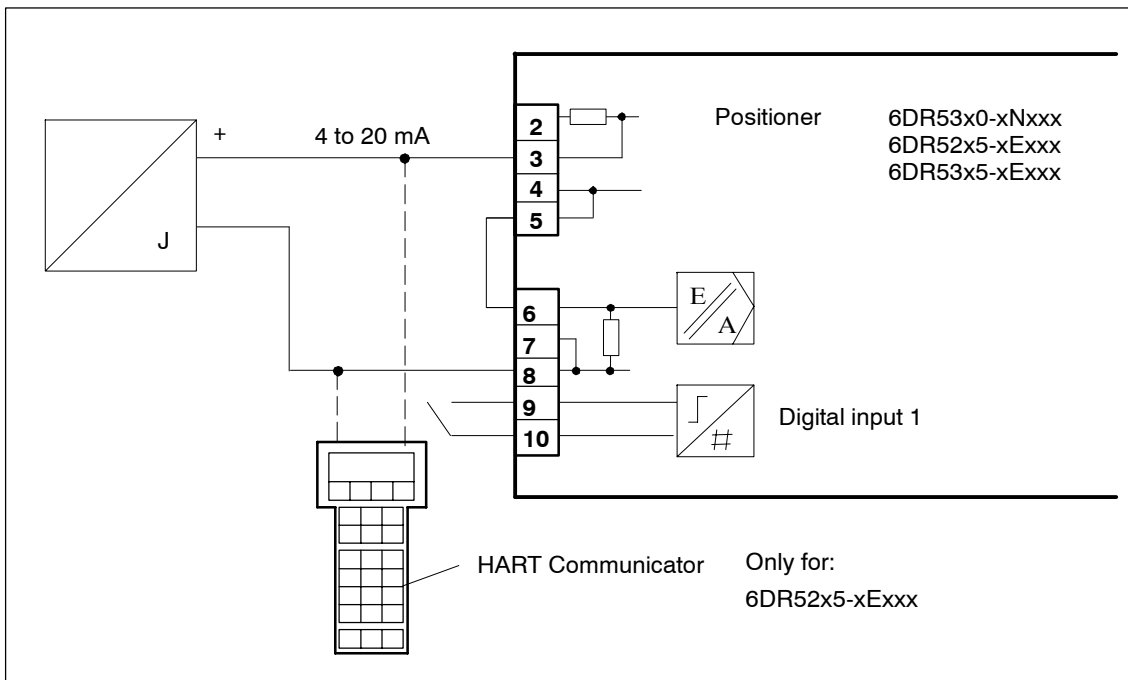 +
4 to 20 mA
J
2
3
4
5
6
7
8
9
10
Positioner
6DR53x0-xNxxx
6DR52x5-xExxx
6DR53x5-xExxx
E
A
#
Digital input 1
HART Communicator
Only for:
6DR52x5-xExxx